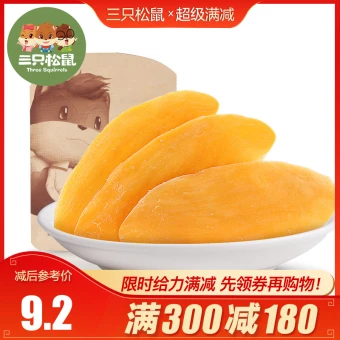 三只松鼠 × 超级满减
三只松鼠
Three Squirrels
减后参考价
9.2
限时给力满减 先领券再购物!
满300减180